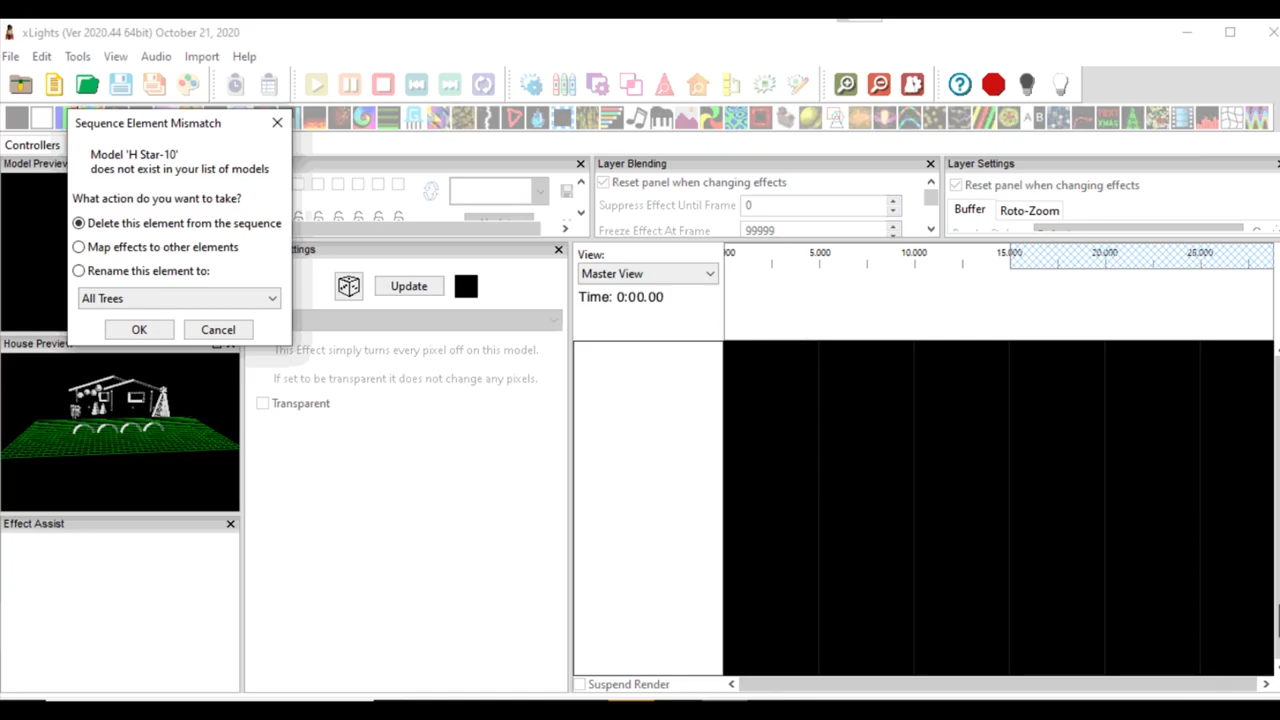 xLights (Ver 2020.44 64bit) October 21, 2020
File Edit Tools View Audio Import Help
Sequence Element Mismatch
Model 'H Star-10'
does not exist in your list of models
What action do you want to take?
Delete this element from the sequence
Map effects to other elements
Rename this element to:
All Trees
OK Cancel
Controllers
Model Preview
House Preview
Effect Assist
Update
This Effect simply turns every pixel off on this model.
If set to be transparent it does not change any pixels.
Transparent
Layer Blending
Reset panel when changing effects
Suppress Effect Until Frame 0
Freeze Effect At Frame 99999
Layer Settings
Reset panel when changing effects
Buffer Roto-Zoom
View:
Master View
Time: 0:00.00
5.000 10.000 15.000 20.000 25.000
Suspend Render